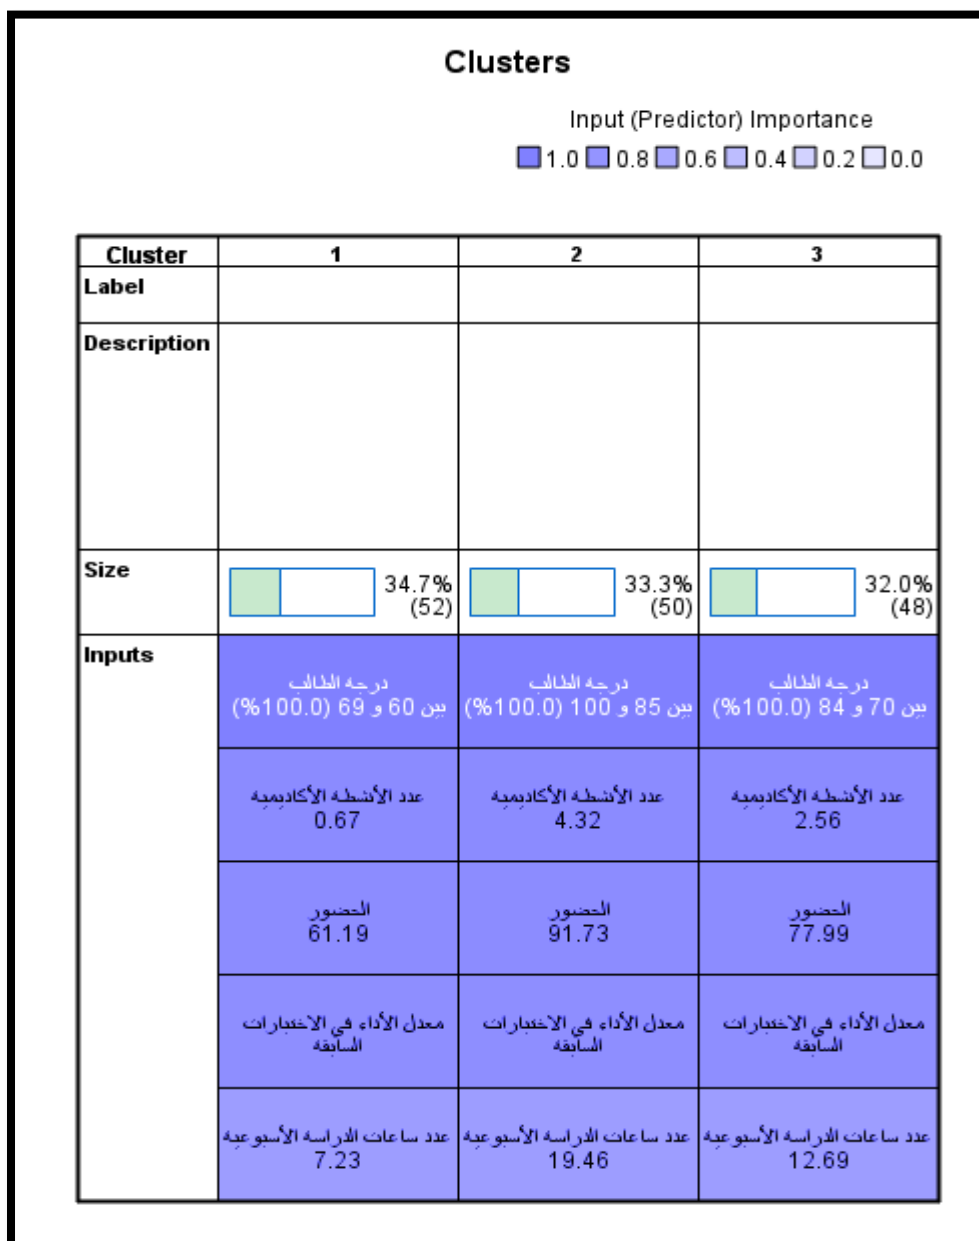 Clusters
Input (Predictor) Importance
1.0 0.8 0.6 0.4 0.2 0.0
Cluster 1 2 3
Label
Description
Size 34.7% 33.3% 32.0%
(52) (50) (48)
Inputs
درجة الطالب درجة الطالب درجة الطالب
بين 60 و 69 (100.0%) بين 85 و 100 (100.0%) بين 70 و 84 (100.0%)
عدد الأنشطة الأكاديمية عدد الأنشطة الأكاديمية عدد الأنشطة الأكاديمية
0.67 4.32 2.56
الحضور الحضور الحضور
61.19 91.73 77.99
معدل الأداء في الاختبارات معدل الأداء في الاختبارات معدل الأداء في الاختبارات
السابقة السابقة السابقة
عدد ساعات الدراسة الأسبوعية عدد ساعات الدراسة الأسبوعية عدد ساعات الدراسة الأسبوعية
7.23 19.46 12.69